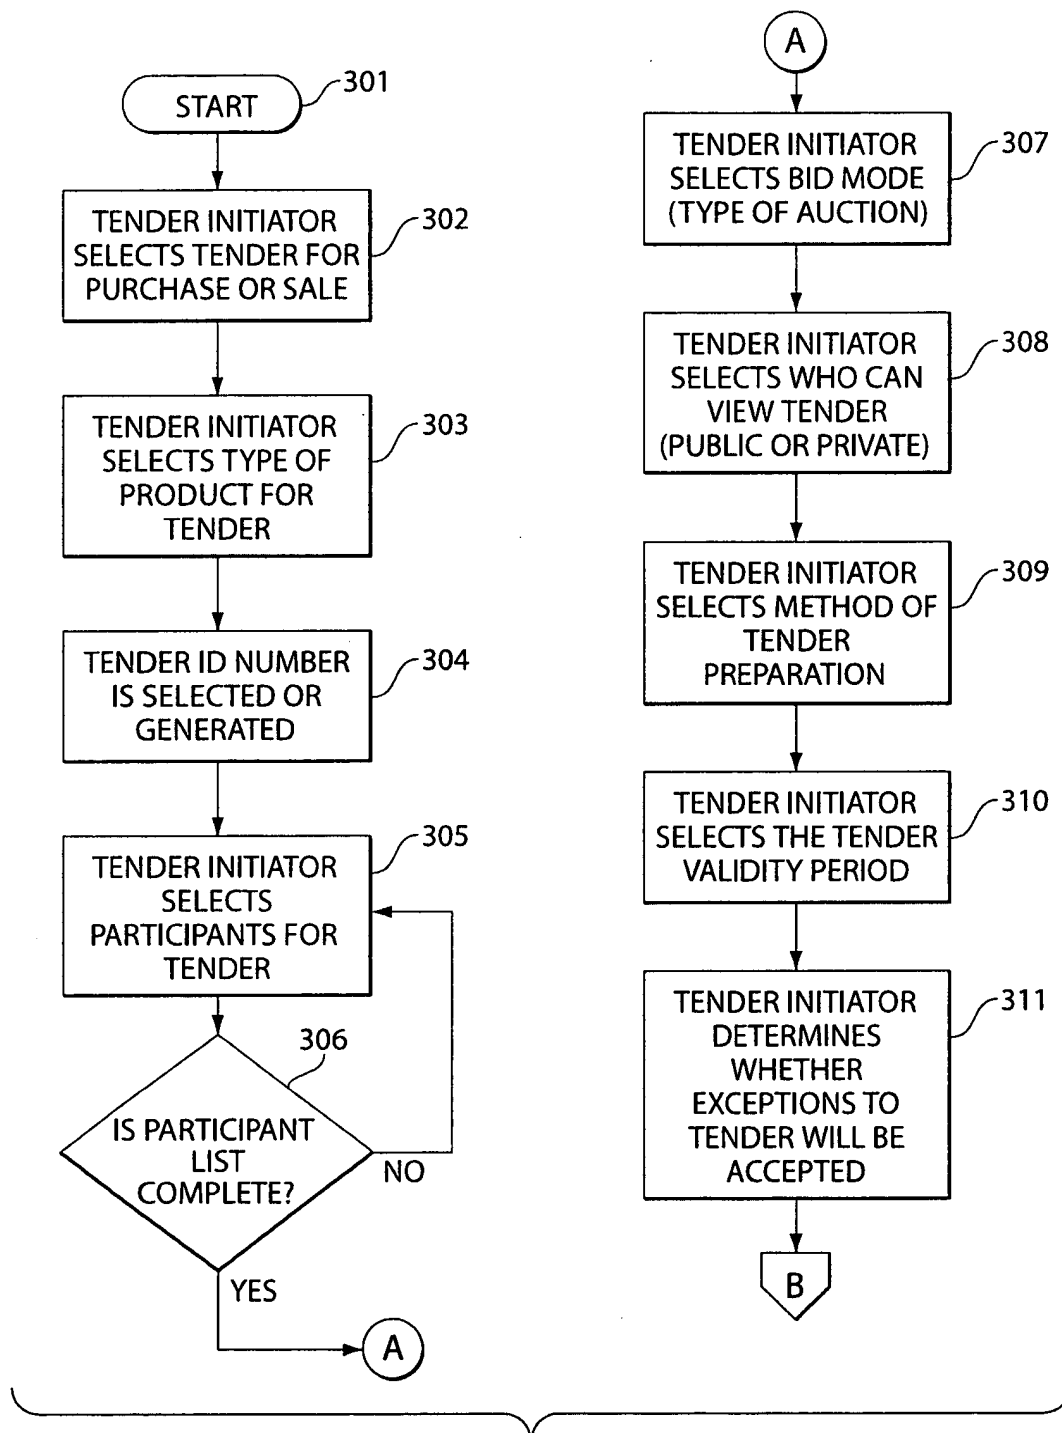 START
301
TENDER INITIATOR
SELECTS TENDER FOR
PURCHASE OR SALE
302
TENDER INITIATOR
SELECTS TYPE OF
PRODUCT FOR
TENDER
303
TENDER ID NUMBER
IS SELECTED OR
GENERATED
304
TENDER INITIATOR
SELECTS
PARTICIPANTS FOR
TENDER
305
306
IS PARTICIPANT
LIST
COMPLETE?
NO
YES
A
A
TENDER INITIATOR
SELECTS BID MODE
(TYPE OF AUCTION)
307
TENDER INITIATOR
SELECTS WHO CAN
VIEW TENDER
(PUBLIC OR PRIVATE)
308
TENDER INITIATOR
SELECTS METHOD OF
TENDER
PREPARATION
309
TENDER INITIATOR
SELECTS THE TENDER
VALIDITY PERIOD
310
TENDER INITIATOR
DETERMINES
WHETHER
EXCEPTIONS TO
TENDER WILL BE
ACCEPTED
311
B